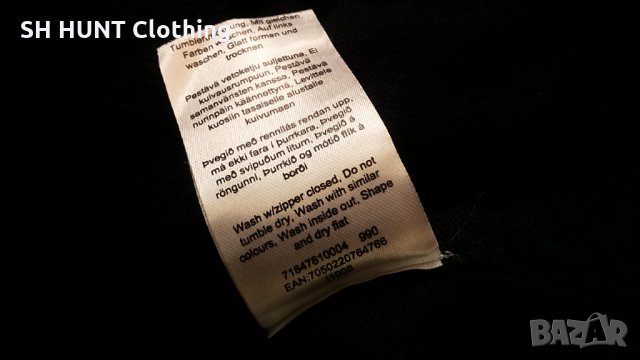 SH HUNT Clothing
Mit gleichen
Farben waschen, Auf links
waschen, Glatt formen und
trocknen
Pestävä vetoketju suljettuna, Ei
kuivausrumpuun, Pestävä
samanväristen kanssa, Pestävä
nurinpäin käännettynä, Levittele
kuosiin tasaiselle alustalle
kuivumaan
Þvegið með rennilás rendan upp,
má ekki fara í þurrkara, Þvegið
með svipuðum litum, Þvegið á
röngunni, Þurrkið og mótið flík á
borði
Wash w/zipper closed, Do not
tumble dry, Wash with similar
colours, Wash inside out, Shape
and dry flat
71847610004 990
EAN:7050220764766
11006
BAZAR